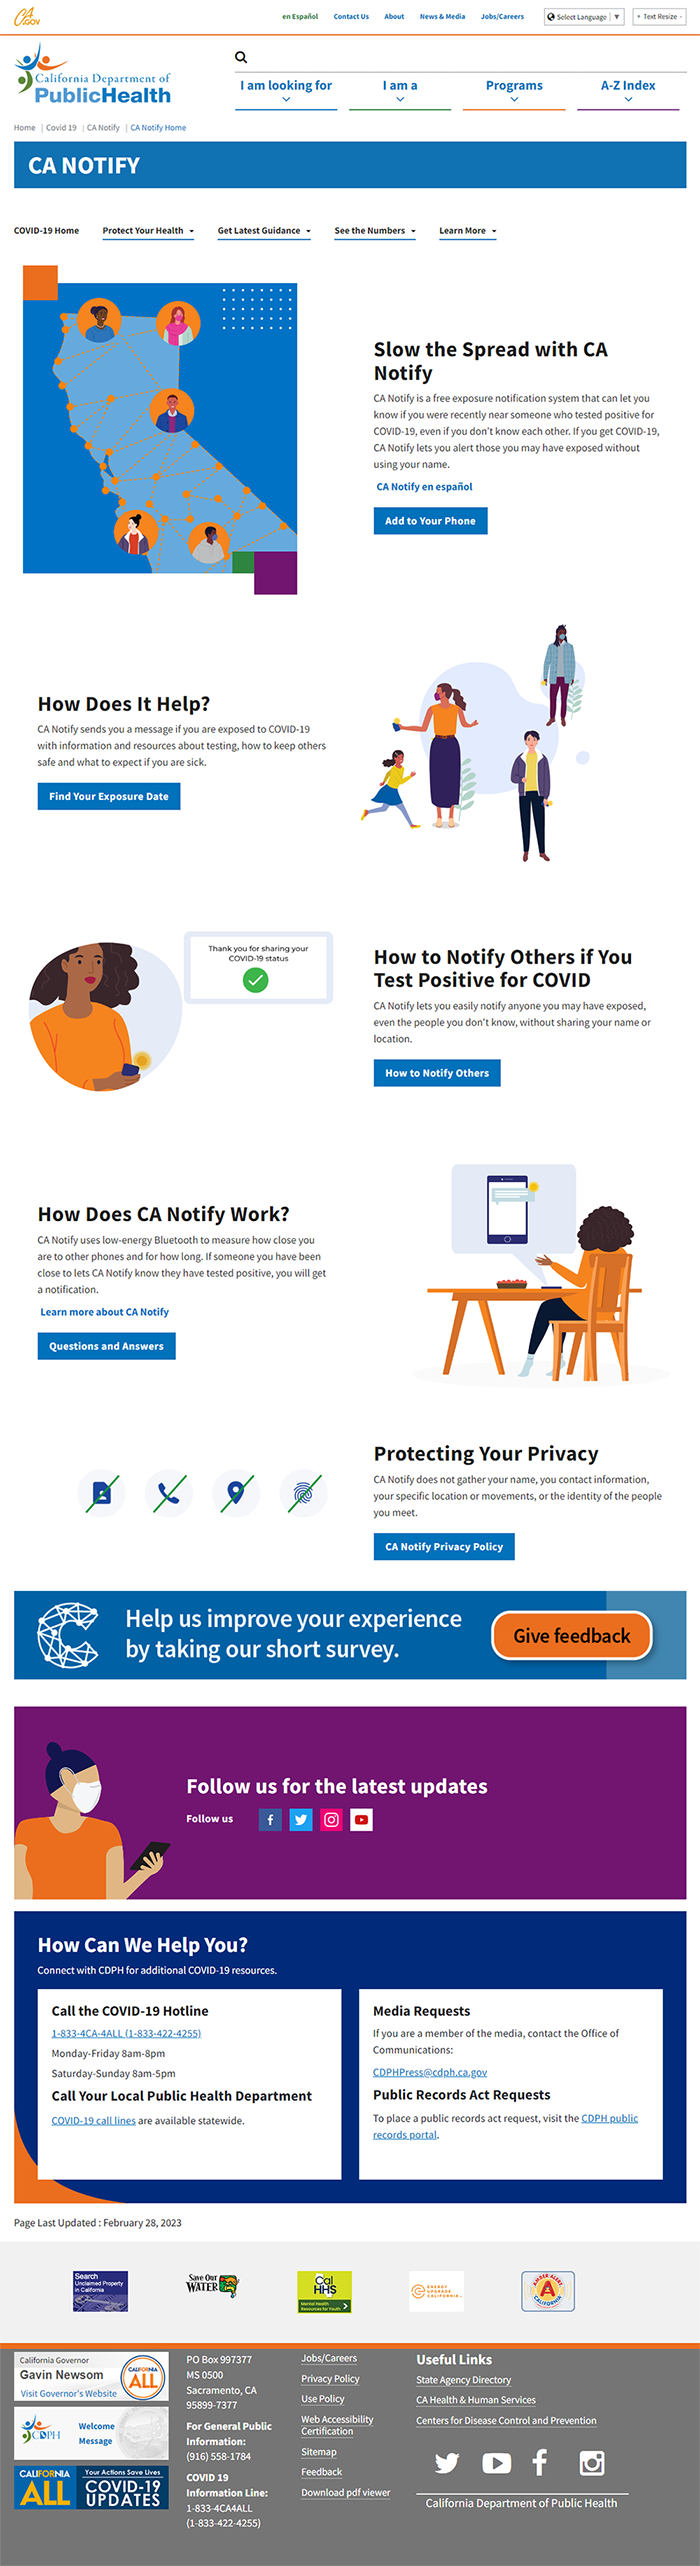 CA
.GOV
en Español Contact Us About News & Media Jobs/Careers Select Language ▼ + Text Resize -
California Department of
PublicHealth
I am looking for I am a Programs A-Z Index
Home | Covid 19 | CA Notify | CA Notify Home
CA NOTIFY
COVID-19 Home Protect Your Health Get Latest Guidance See the Numbers Learn More
Slow the Spread with CA
Notify
CA Notify is a free exposure notification system that can let you
know if you were recently near someone who tested positive for
COVID-19, even if you don't know each other. If you get COVID-19,
CA Notify lets you alert those you may have exposed without
using your name.
CA Notify en español
Add to Your Phone
How Does It Help?
CA Notify sends you a message if you are exposed to COVID-19
with information and resources about testing, how to keep others
safe and what to expect if you are sick.
Find Your Exposure Date
Thank you for sharing your
COVID-19 status
How to Notify Others if You
Test Positive for COVID
CA Notify lets you easily notify anyone you may have exposed,
even the people you don't know, without sharing your name or
location.
How to Notify Others
How Does CA Notify Work?
CA Notify uses low-energy Bluetooth to measure how close you
are to other phones and for how long. If someone you have been
close to lets CA Notify know they have tested positive, you will get
a notification.
Learn more about CA Notify
Questions and Answers
Protecting Your Privacy
CA Notify does not gather your name, you contact information,
your specific location or movements, or the identity of the people
you meet.
CA Notify Privacy Policy
Help us improve your experience
by taking our short survey.
Give feedback
Follow us for the latest updates
Follow us
How Can We Help You?
Connect with CDPH for additional COVID-19 resources.
Call the COVID-19 Hotline
1-833-4CA-4ALL (1-833-422-4255)
Monday-Friday 8am-8pm
Saturday-Sunday 8am-5pm
Call Your Local Public Health Department
COVID-19 call lines are available statewide.
Media Requests
If you are a member of the media, contact the Office of
Communications:
CDPHPress@cdph.ca.gov
Public Records Act Requests
To place a public records act request, visit the CDPH public
records portal.
Page Last Updated : February 28, 2023
Search
Unclaimed Property
in California
Save Our
WATER
Cal
HHS
Mental Health
Resources for Youth
ENERGY
UPGRADE
CALIFORNIA
AMBER ALERT
A
CALIFORNIA
California Governor
Gavin Newsom
Visit Governor's Website
CALIFORNIA
ALL
CDPH
Welcome
Message
CALIFORNIA
ALL
Your Actions Save Lives
COVID-19
UPDATES
PO Box 997377
MS 0500
Sacramento, CA
95899-7377
For General Public
Information:
(916) 558-1784
COVID 19
Information Line:
1-833-4CA4ALL
(1-833-422-4255)
Jobs/Careers
Privacy Policy
Use Policy
Web Accessibility
Certification
Sitemap
Feedback
Download pdf viewer
Useful Links
State Agency Directory
CA Health & Human Services
Centers for Disease Control and Prevention
California Department of Public Health